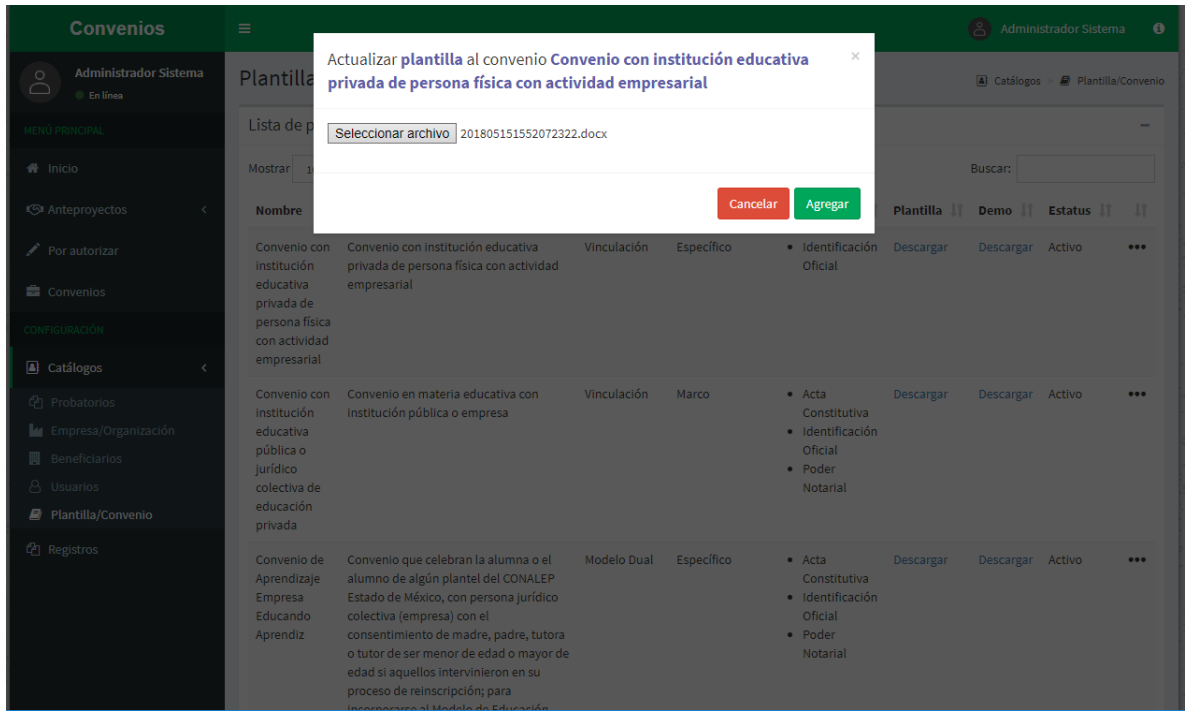 Convenios
Administrador Sistema
Administrador Sistema
En línea
MENÚ PRINCIPAL
Inicio
Anteproyectos
Por autorizar
Convenios
CONFIGURACIÓN
Catálogos
Probatorios
Empresa/Organización
Beneficiarios
Usuarios
Plantilla/Convenio
Registros
Plantilla
Catálogos > Plantilla/Convenio
Actualizar plantilla al convenio Convenio con institución educativa
privada de persona física con actividad empresarial
×
Seleccionar archivo 201805151552072322.docx
Cancelar Agregar
Lista de p
Mostrar 1
Buscar:
Nombre Plantilla Demo Estatus
Convenio con
institución
educativa
privada de
persona física
con actividad
empresarial
Convenio con institución educativa
privada de persona física con actividad
empresarial
Vinculación
Específico
• Identificación
Oficial
Descargar
Descargar
Activo
Convenio con
institución
educativa
pública o
jurídico
colectiva de
educación
privada
Convenio en materia educativa con
institución pública o empresa
Vinculación
Marco
• Acta
Constitutiva
• Identificación
Oficial
• Poder
Notarial
Descargar
Descargar
Activo
Convenio de
Aprendizaje
Empresa
Educando
Aprendiz
Convenio que celebran la alumna o el
alumno de algún plantel del CONALEP
Estado de México, con persona jurídico
colectiva (empresa) con el
consentimiento de madre, padre, tutora
o tutor de ser menor de edad o mayor de
edad si aquellos intervinieron en su
proceso de reinscripción; para
incorporarse al Modelo de Educación
Modelo Dual
Específico
• Acta
Constitutiva
• Identificación
Oficial
• Poder
Notarial
Descargar
Descargar
Activo